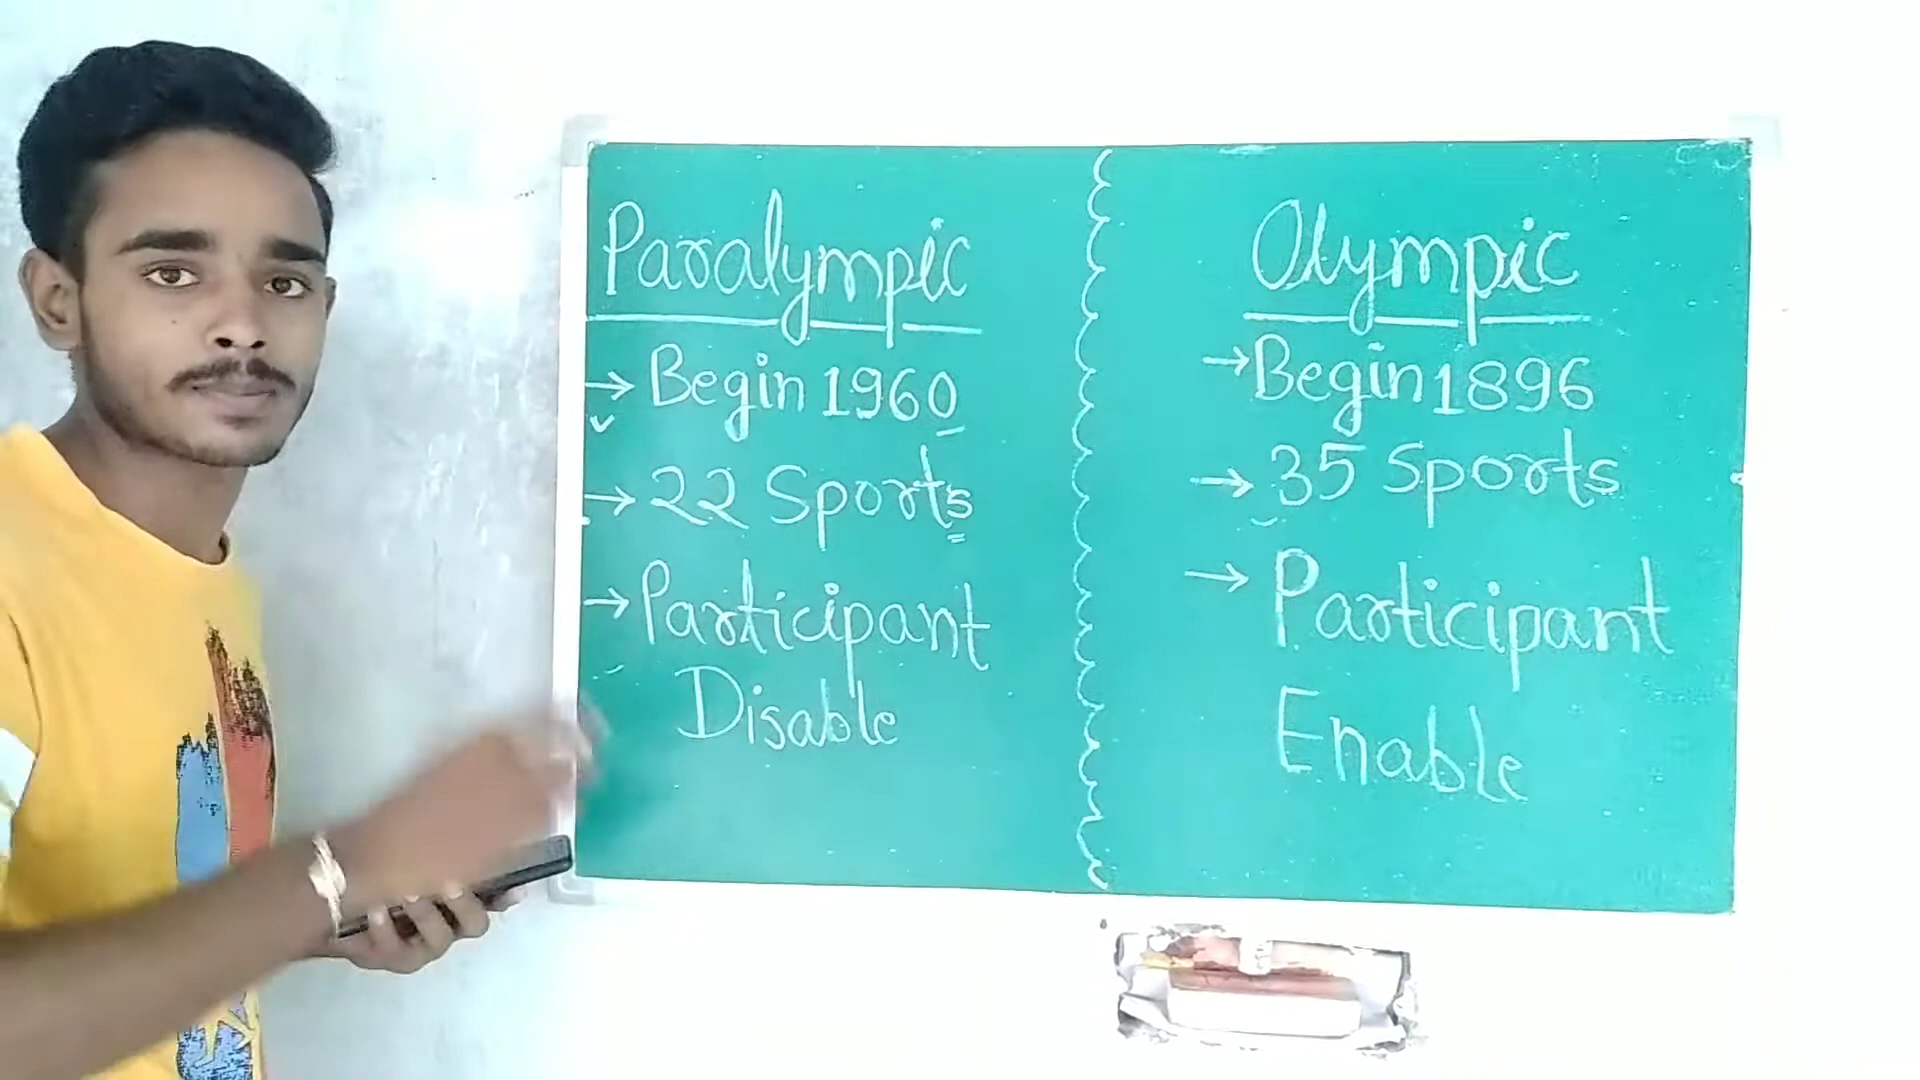 Paralympic
→ Begin 1960
→ 22 Sports
→ Participant
Disable
Olympic
→ Begin 1896
→ 35 Sports
→ Participant
Enable